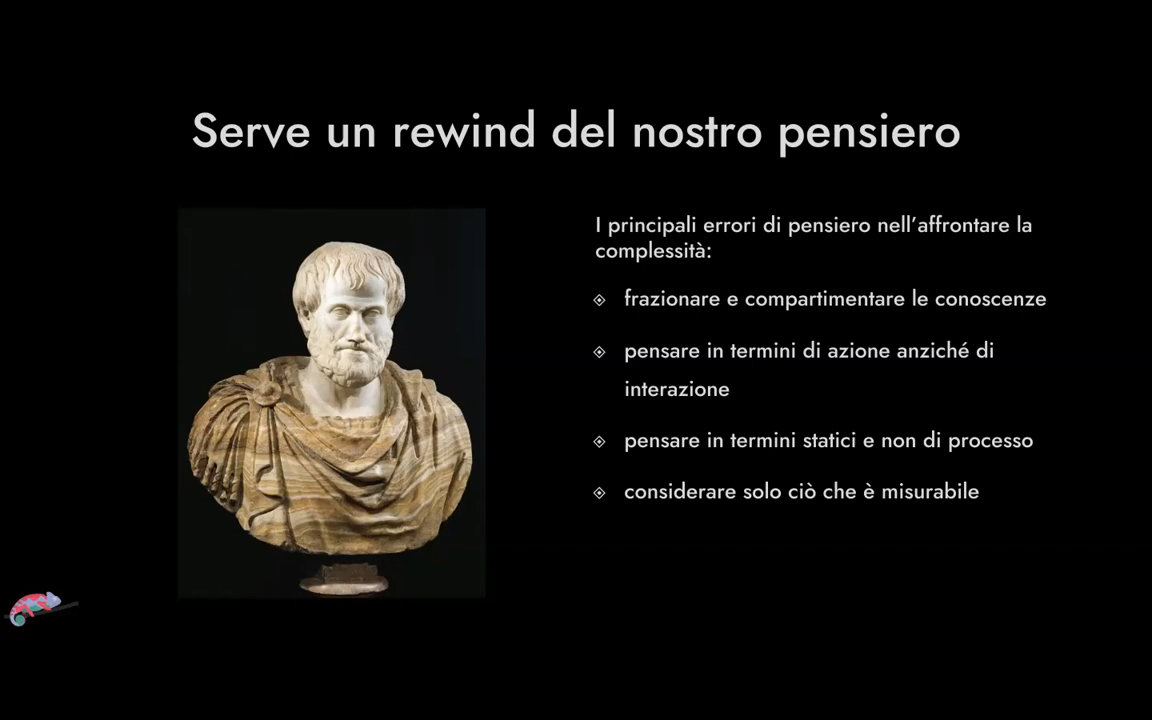 Serve un rewind del nostro pensiero
I principali errori di pensiero nell’affrontare la
complessità:
frazionare e compartimentare le conoscenze
pensare in termini di azione anziché di
interazione
pensare in termini statici e non di processo
considerare solo ciò che è misurabile